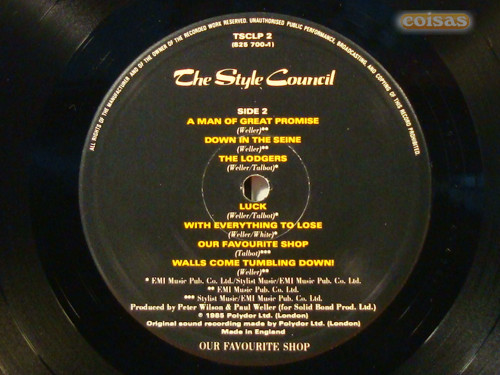 eoisas
ALL RIGHTS OF THE MANUFACTURER AND OF THE OWNER OF THE RECORDED WORK RESERVED. UNAUTHORISED PUBLIC PERFORMANCE, BROADCASTING, AND COPYING OF THIS RECORD PROHIBITED.
TSCLP 2
(825 700-1)
The Style Council
SIDE 2
A MAN OF GREAT PROMISE
(Weller)**
DOWN IN THE SEINE
(Weller)**
THE LODGERS
(Weller/Talbot)*
LUCK
(Weller/Talbot)*
WITH EVERYTHING TO LOSE
(Weller/White)*
OUR FAVOURITE SHOP
(Talbot)***
WALLS COME TUMBLING DOWN!
(Weller)**
* EMI Music Pub. Co. Ltd./Stylist Music/EMI Music Pub. Co. Ltd.
** EMI Music Pub. Co. Ltd.
*** Stylist Music/EMI Music Pub. Co. Ltd.
Produced by Peter Wilson & Paul Weller (for Solid Bond Prod. Ltd.)
℗ 1985 Polydor Ltd. (London)
Original sound recording made by Polydor Ltd. (London)
Made in England
OUR FAVOURITE SHOP